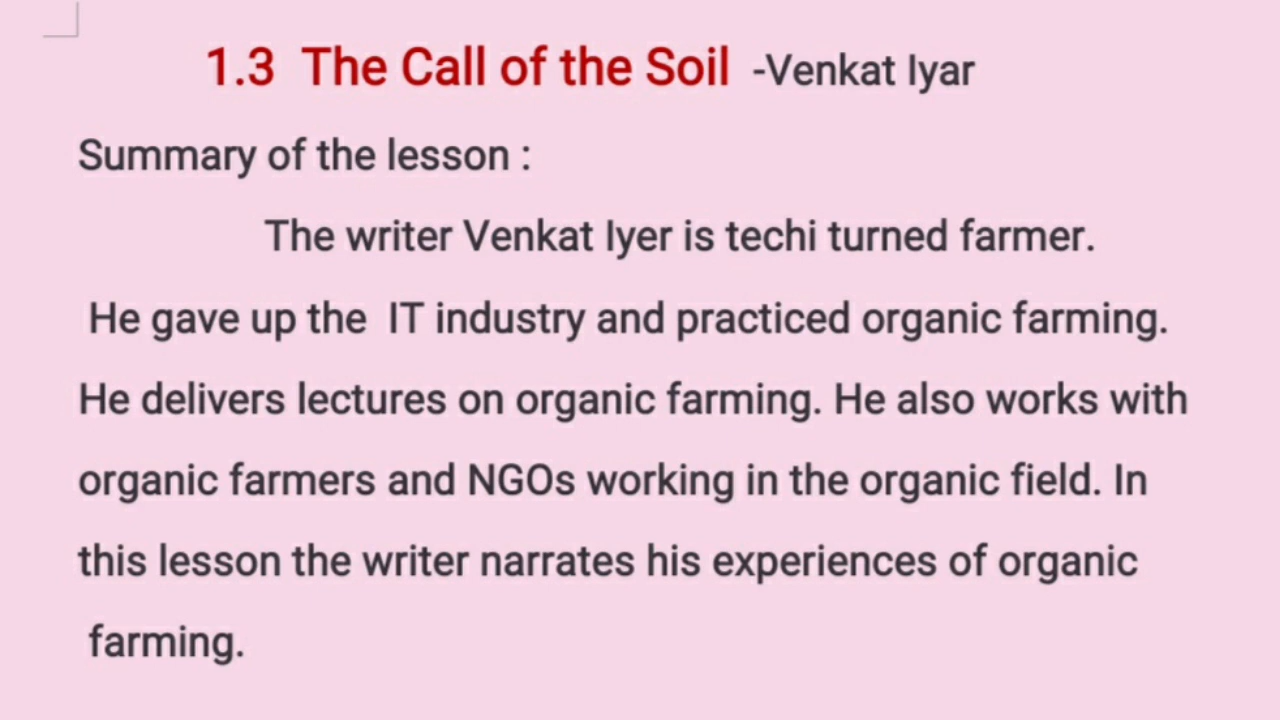 1.3 The Call of the Soil -Venkat Iyar
Summary of the lesson :
The writer Venkat Iyer is techi turned farmer.
He gave up the IT industry and practiced organic farming.
He delivers lectures on organic farming. He also works with
organic farmers and NGOs working in the organic field. In
this lesson the writer narrates his experiences of organic
farming.